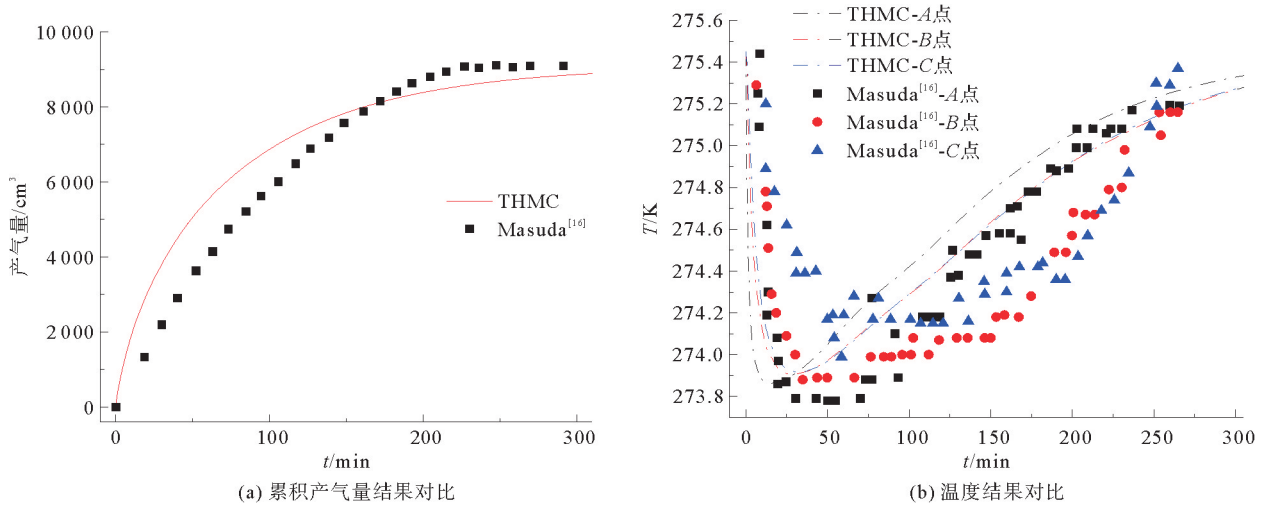 10 000
8 000
6 000
4 000
2 000
0
产气量/cm³
0
100
200
300
t/min
THMC
Masuda[16]
(a) 累积产气量结果对比
275.6
275.4
275.2
275.0
274.8
274.6
274.4
274.2
274.0
273.8
T/K
0
50
100
150
200
250
300
t/min
THMC-A点
THMC-B点
THMC-C点
Masuda[16]-A点
Masuda[16]-B点
Masuda[16]-C点
(b) 温度结果对比